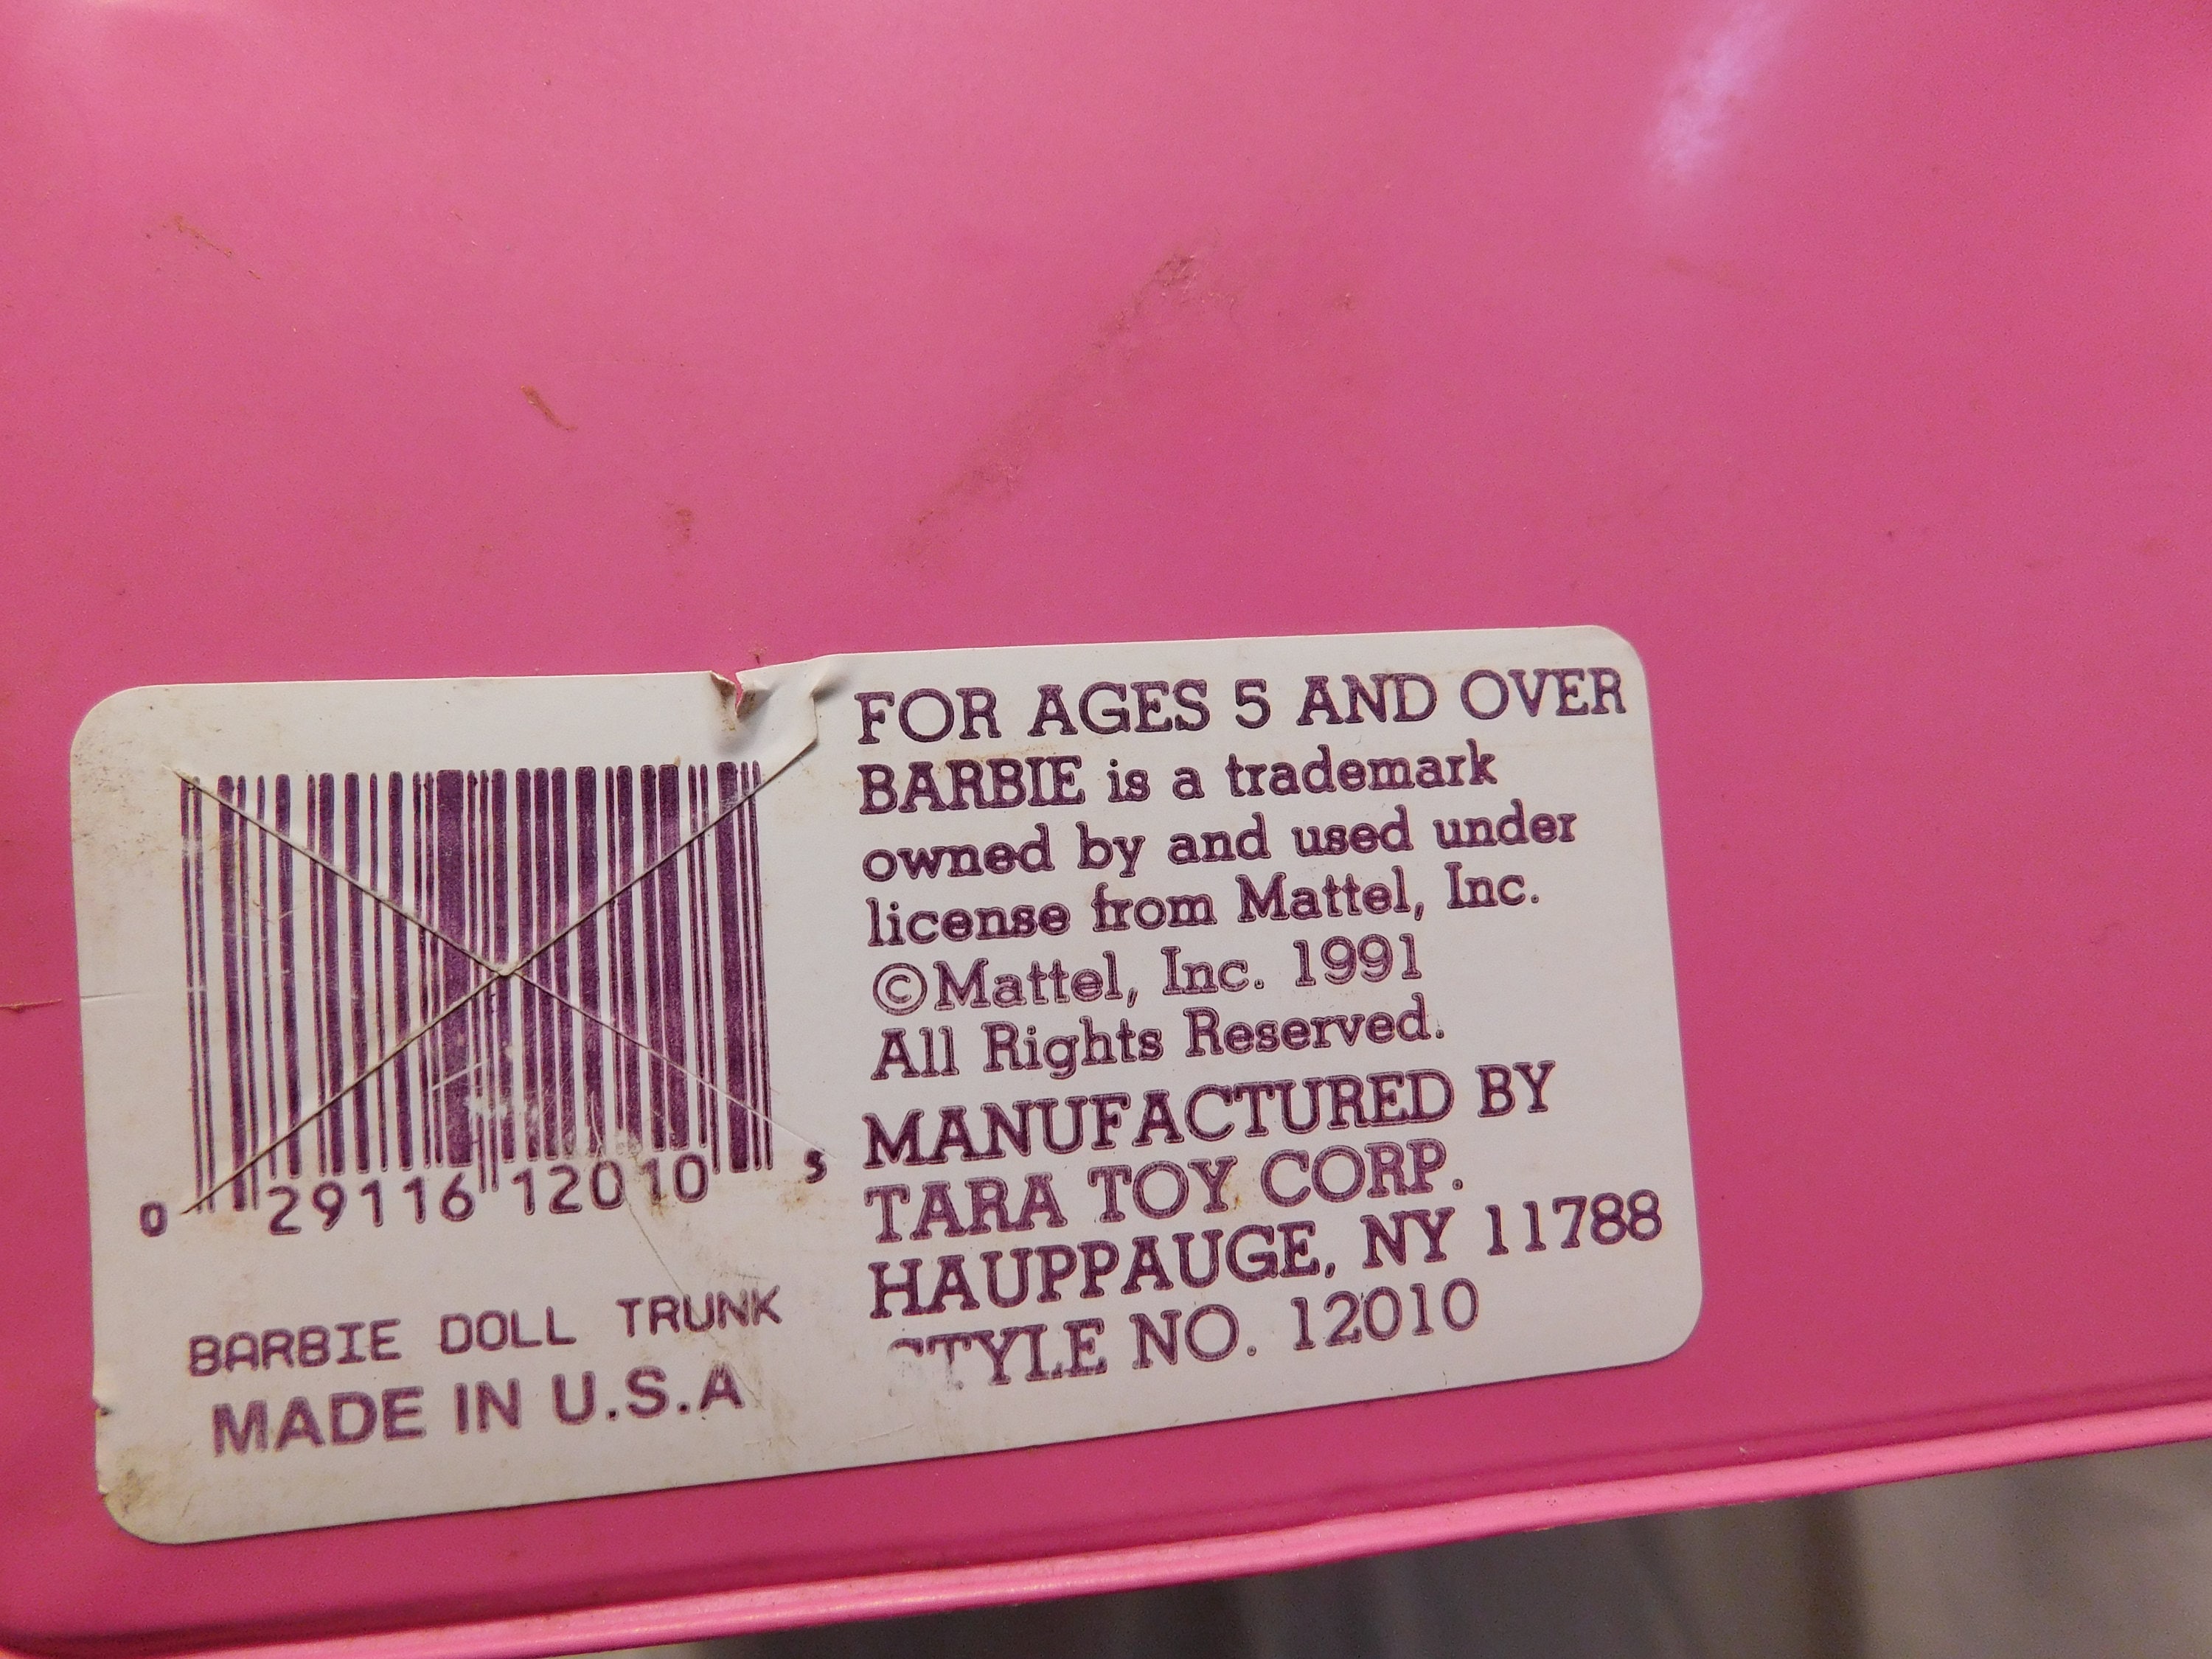 FOR AGES 5 AND OVER
BARBIE is a trademark
owned by and used under
license from Mattel, Inc.
©Mattel, Inc. 1991
All Rights Reserved.
MANUFACTURED BY
TARA TOY CORP.
HAUPPAUGE, NY 11788
STYLE NO. 12010
0 29116 12010 5
BARBIE DOLL TRUNK
MADE IN U.S.A